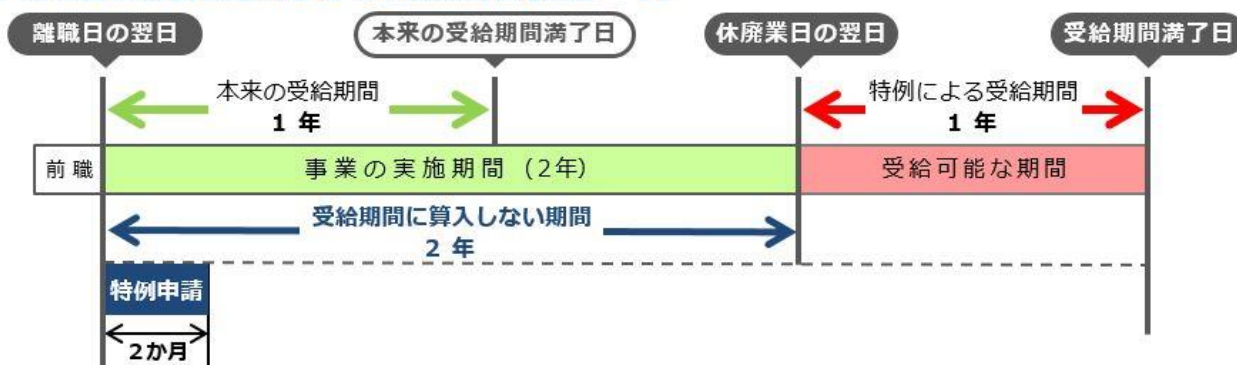 離職日の翌日
本来の受給期間満了日
休廃業日の翌日
受給期間満了日
本来の受給期間
1 年
特例による受給期間
1 年
前職
事業の実施期間（2年）
受給可能な期間
受給期間に算入しない期間
2 年
特例申請
2か月